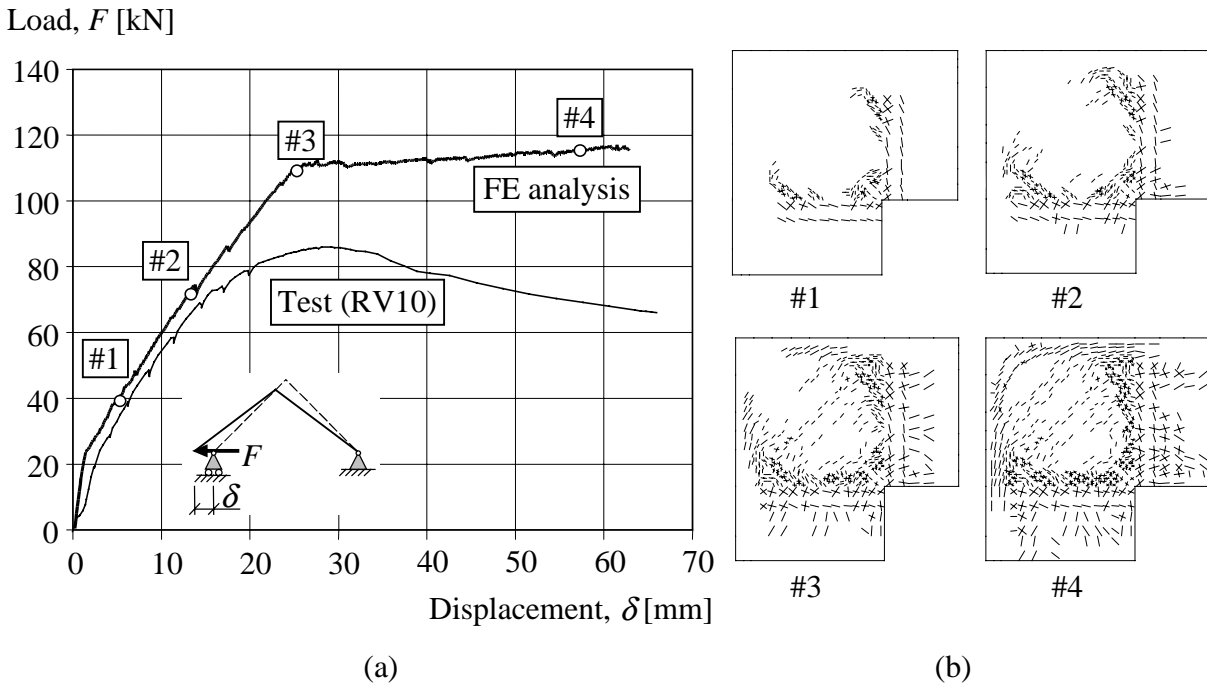 Load, F [kN]
140
120
100
80
60
40
20
0
#1
#2
#3
#4
FE analysis
Test (RV10)
F
δ
0 10 20 30 40 50 60 70
Displacement, δ [mm]
(a)
#1
#2
#3
#4
(b)